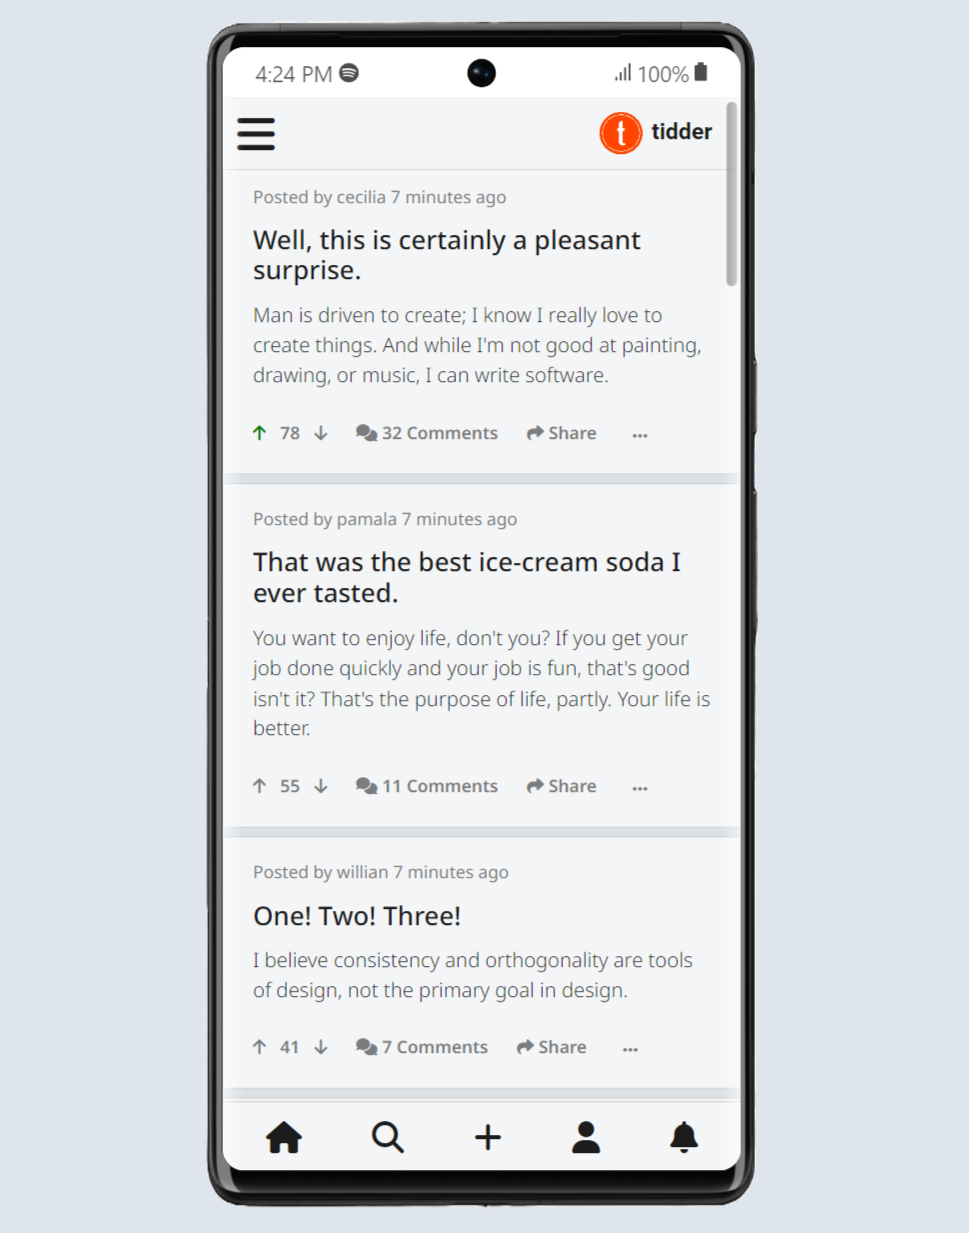 4:24 PM 100%
t tidder
Posted by cecilia 7 minutes ago
Well, this is certainly a pleasant
surprise.
Man is driven to create; I know I really love to
create things. And while I'm not good at painting,
drawing, or music, I can write software.
78 32 Comments Share ...
Posted by pamala 7 minutes ago
That was the best ice-cream soda I
ever tasted.
You want to enjoy life, don't you? If you get your
job done quickly and your job is fun, that's good
isn't it? That's the purpose of life, partly. Your life is
better.
55 11 Comments Share ...
Posted by willian 7 minutes ago
One! Two! Three!
I believe consistency and orthogonality are tools
of design, not the primary goal in design.
41 7 Comments Share ...